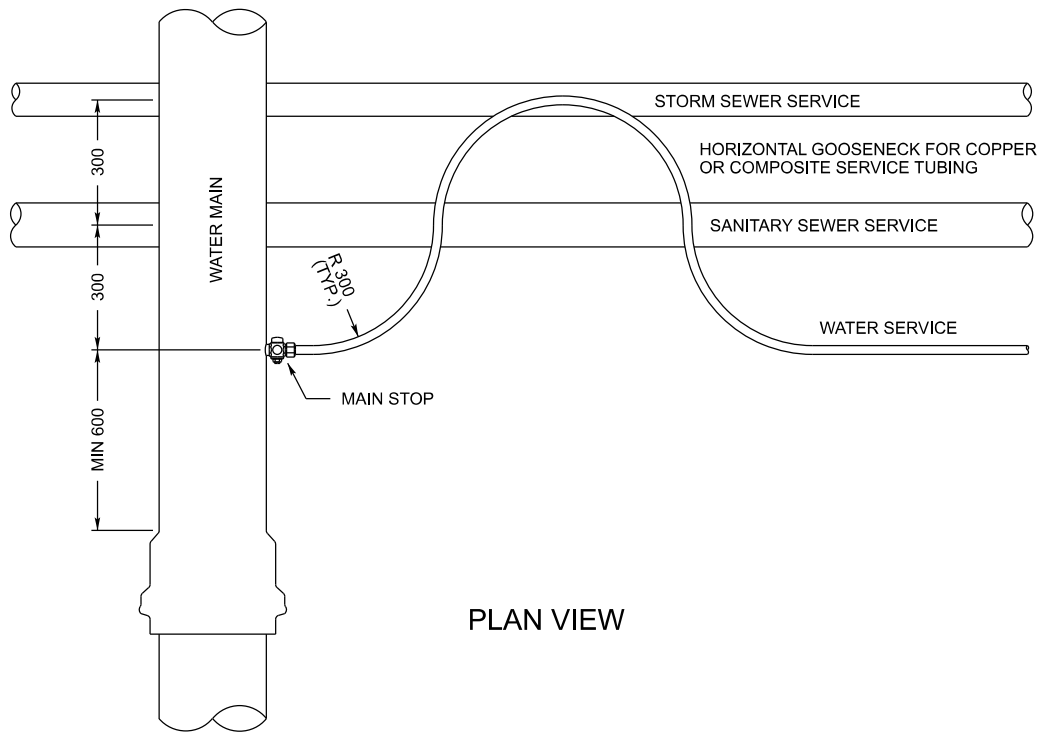 STORM SEWER SERVICE
HORIZONTAL GOOSENECK FOR COPPER
OR COMPOSITE SERVICE TUBING
300
WATER MAIN
SANITARY SEWER SERVICE
300
R 300
(TYP.)
WATER SERVICE
MAIN STOP
MIN 600
PLAN VIEW